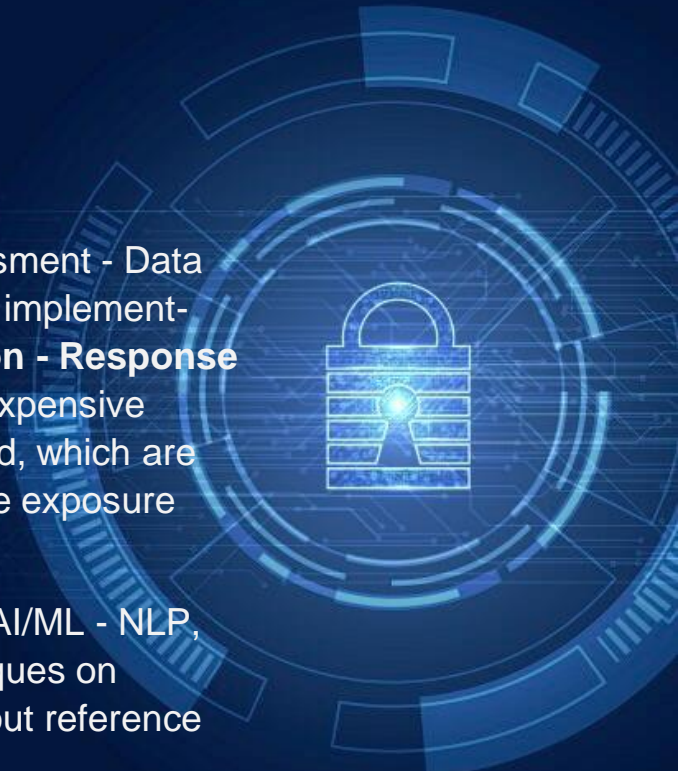 sment - Data
implement-
on - Response
xpensive
d, which are
e exposure
AI/ML - NLP,
ques on
out reference